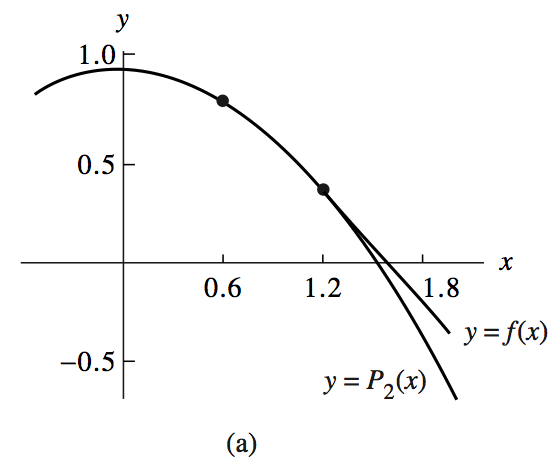 y
1.0
0.5
x
0.6 1.2 1.8
y = f(x)
−0.5
y = P₂(x)
(a)